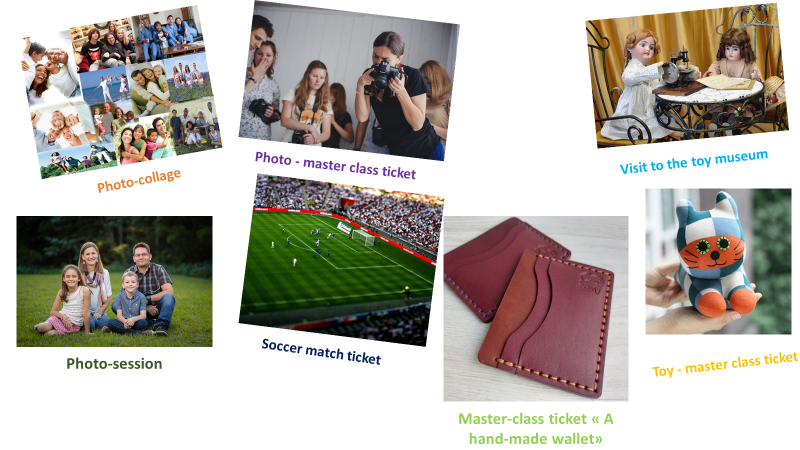 Photo-collage
Photo - master class ticket
Visit to the toy museum
Photo-session
Soccer match ticket
Master-class ticket « A
hand-made wallet»
Toy - master class ticket